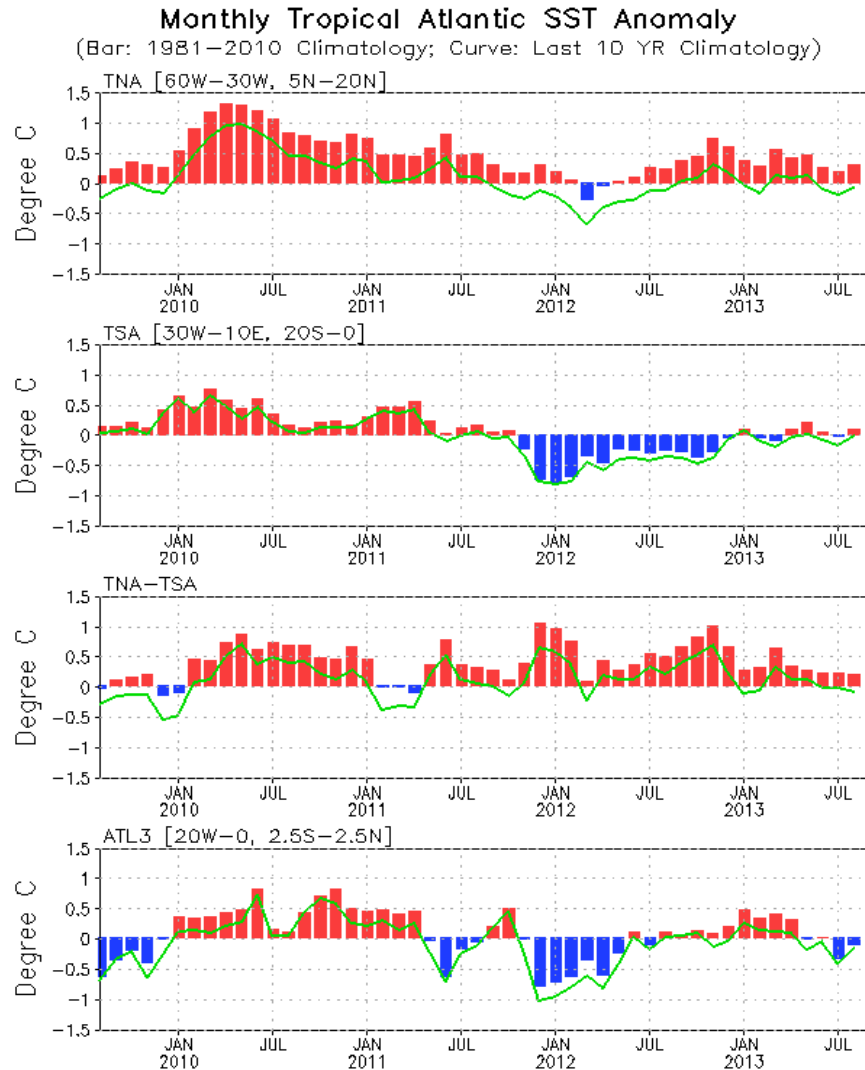 Monthly Tropical Atlantic SST Anomaly
(Bar: 1981-2010 Climatology; Curve: Last 10 YR Climatology)
TNA [60W-30W, 5N-20N]
Degree C
1.5
1
0.5
0
-0.5
-1
-1.5
JAN JUL JAN JUL JAN JUL JAN JUL
2010 2011 2012 2013
TSA [30W-10E, 20S-0]
Degree C
1.5
1
0.5
0
-0.5
-1
-1.5
JAN JUL JAN JUL JAN JUL JAN JUL
2010 2011 2012 2013
TNA-TSA
Degree C
1.5
1
0.5
0
-0.5
-1
-1.5
JAN JUL JAN JUL JAN JUL JAN JUL
2010 2011 2012 2013
ATL3 [20W-0, 2.5S-2.5N]
Degree C
1.5
1
0.5
0
-0.5
-1
-1.5
JAN JUL JAN JUL JAN JUL JAN JUL
2010 2011 2012 2013